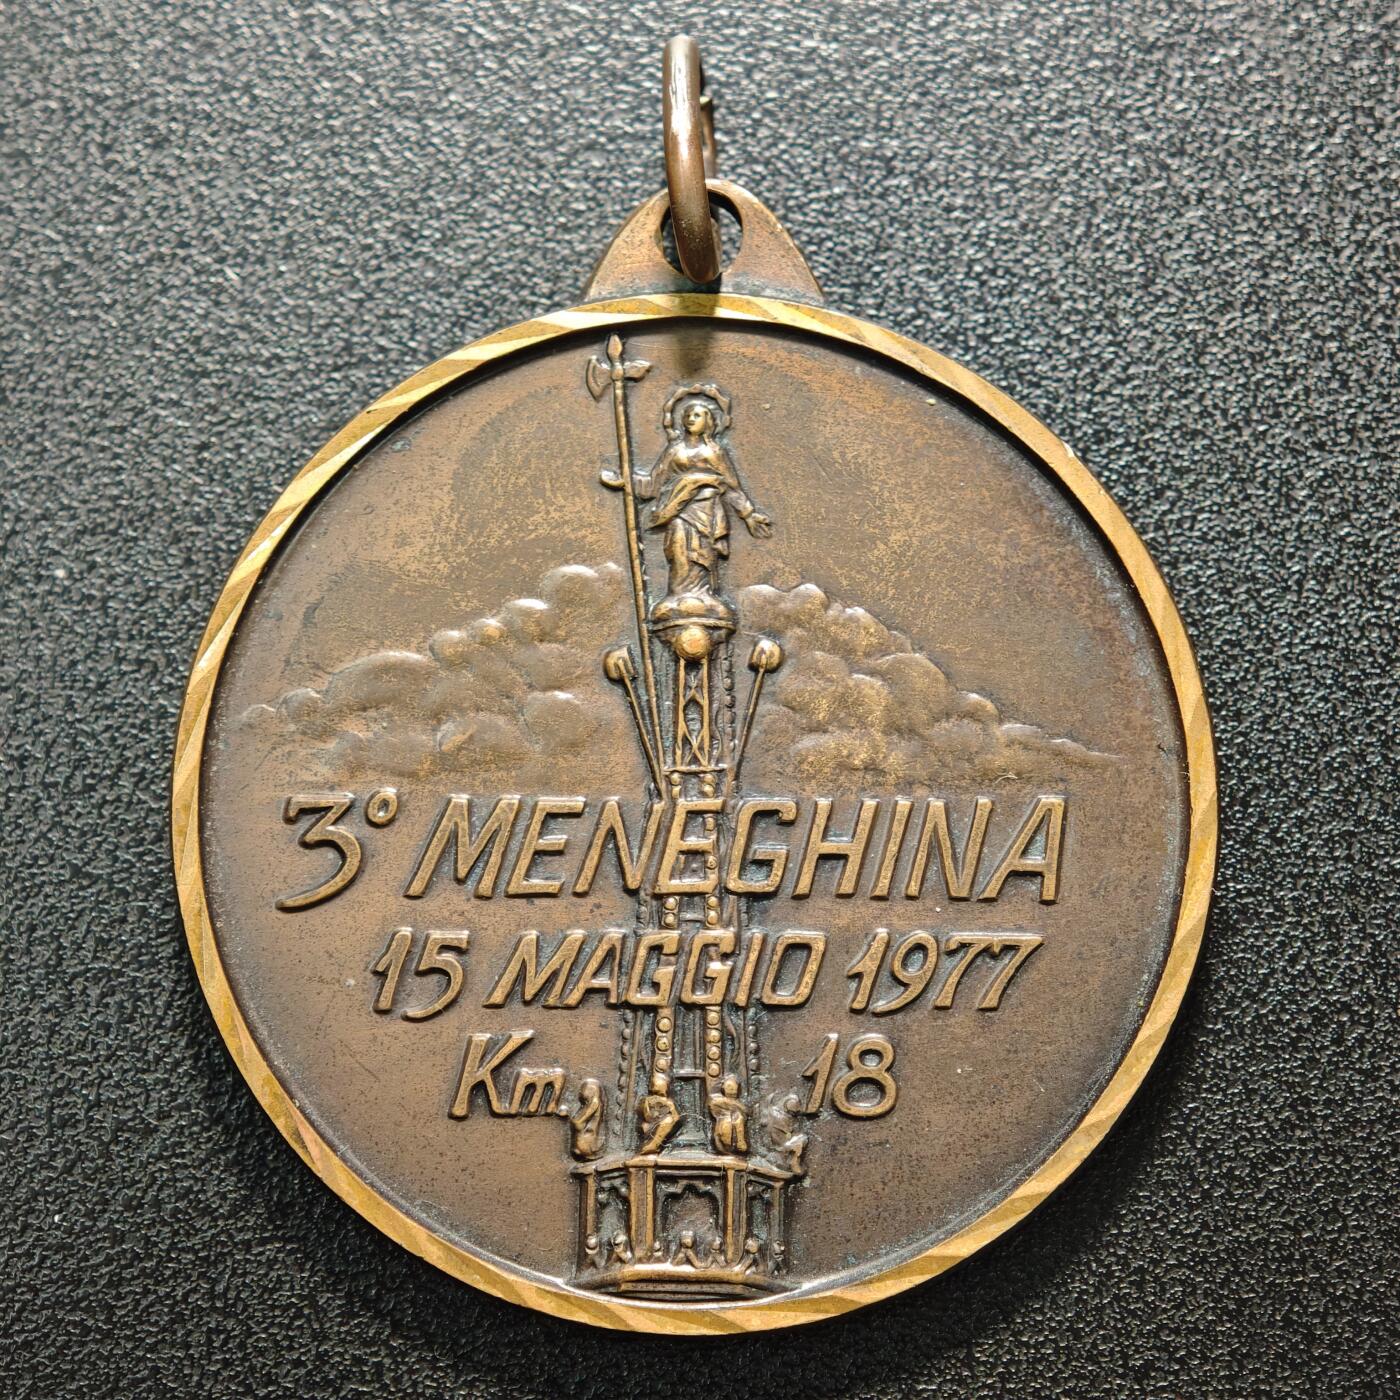 3° MENEGHINA
15 MAGGIO 1977
Km. 18